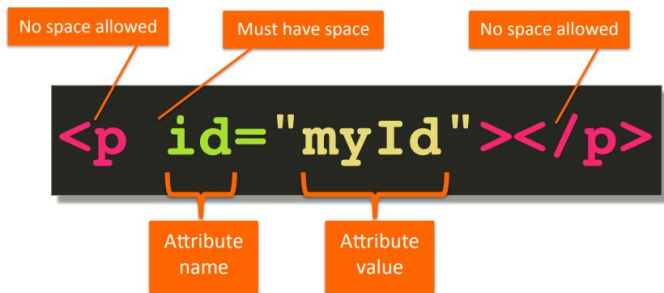 No space allowed
Must have space
No space allowed
<p id="myId"></p>
Attribute
name
Attribute
value